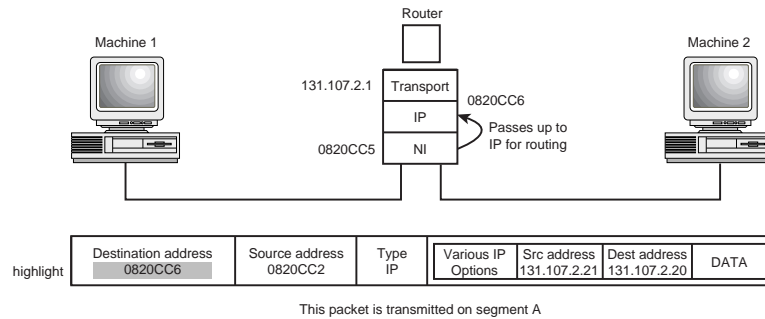 Router
Machine 1
Machine 2
131.107.2.1
Transport
0820CC6
IP
Passes up to
IP for routing
0820CC5
NI
highlight
Destination address
0820CC6
Source address
0820CC2
Type
IP
Various IP
Options
Src address
131.107.2.21
Dest address
131.107.2.20
DATA
This packet is transmitted on segment A